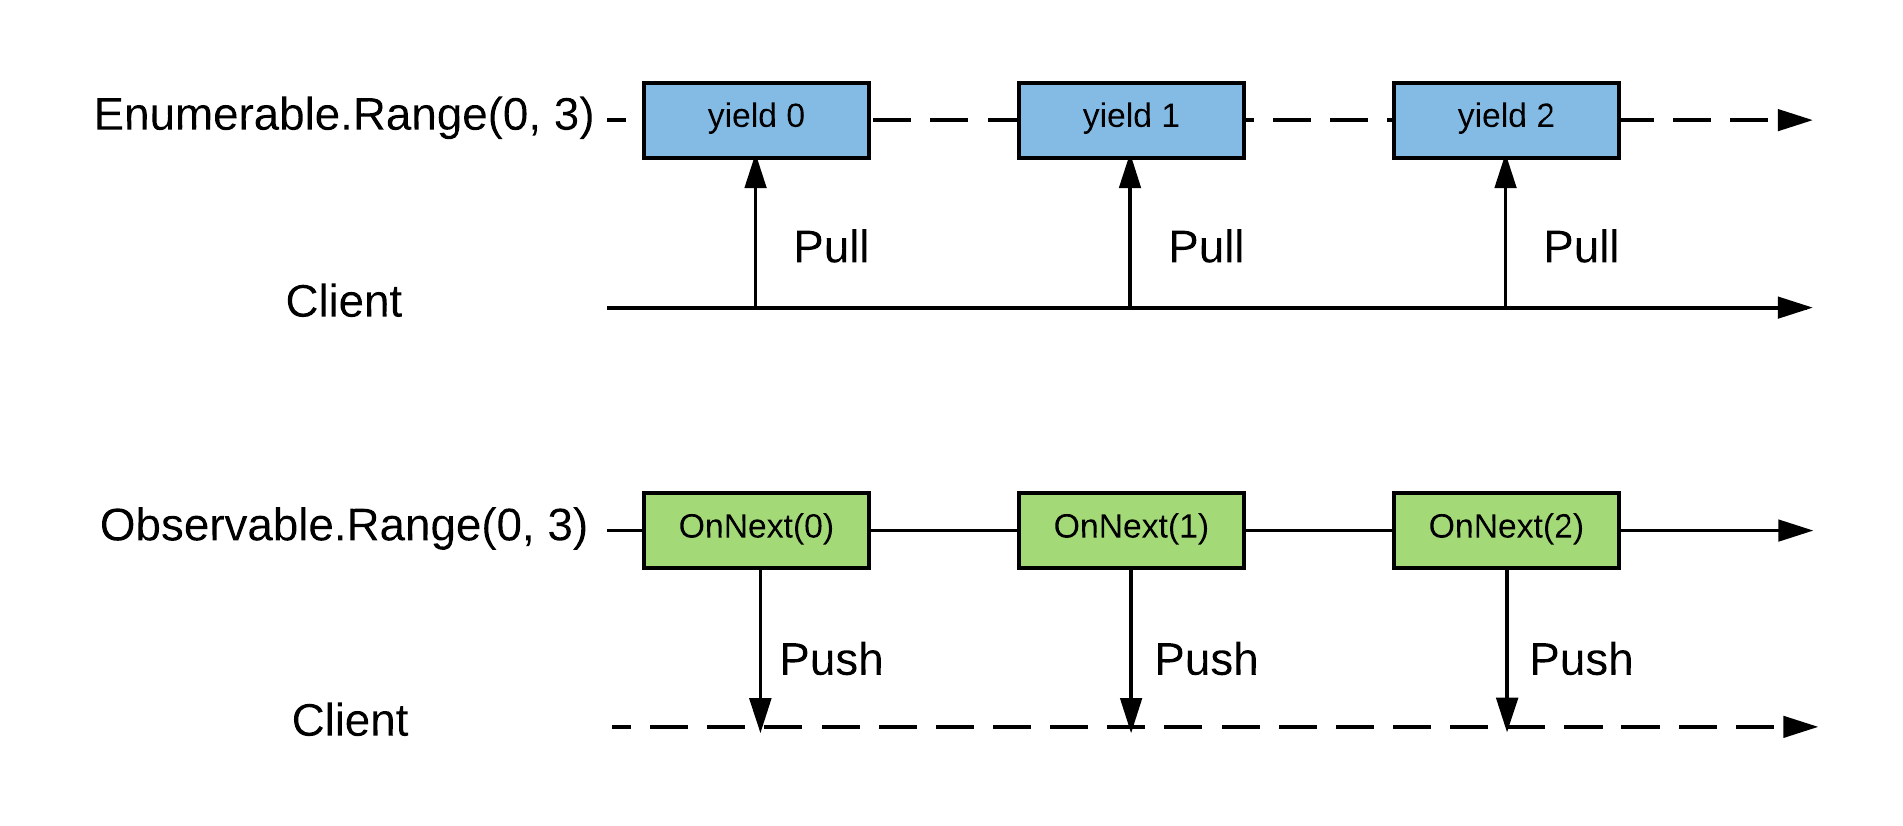 Enumerable.Range(0, 3)
yield 0
yield 1
yield 2
Pull
Pull
Pull
Client
Observable.Range(0, 3)
OnNext(0)
OnNext(1)
OnNext(2)
Push
Push
Push
Client